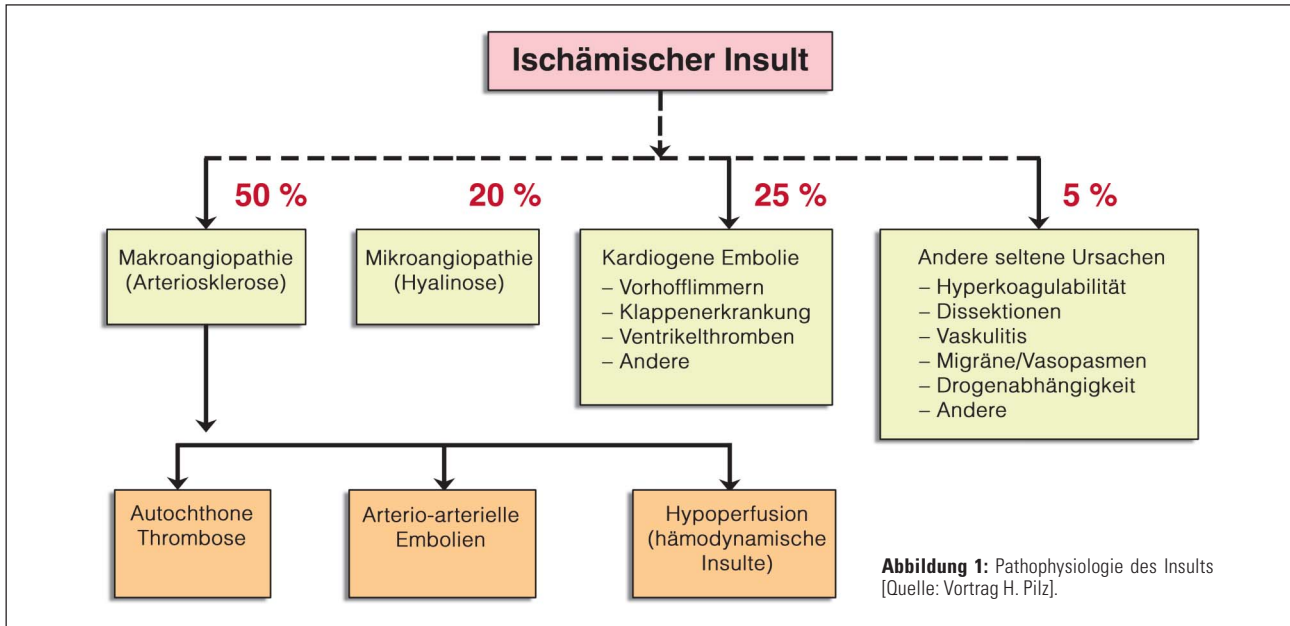 Ischämischer Insult
50 %
20 %
25 %
5 %
Makroangiopathie
(Arteriosklerose)
Mikroangiopathie
(Hyalinose)
Kardiogene Embolie
– Vorhofflimmern
– Klappenerkrankung
– Ventrikelthromben
– Andere
Andere seltene Ursachen
– Hyperkoagulabilität
– Dissektionen
– Vaskulitis
– Migräne/Vasopasmen
– Drogenabhängigkeit
– Andere
Autochthone
Thrombose
Arterio-arterielle
Embolien
Hypoperfusion
(hämodynamische
Insulte)
Abbildung 1: Pathophysiologie des Insults
[Quelle: Vortrag H. Pilz].